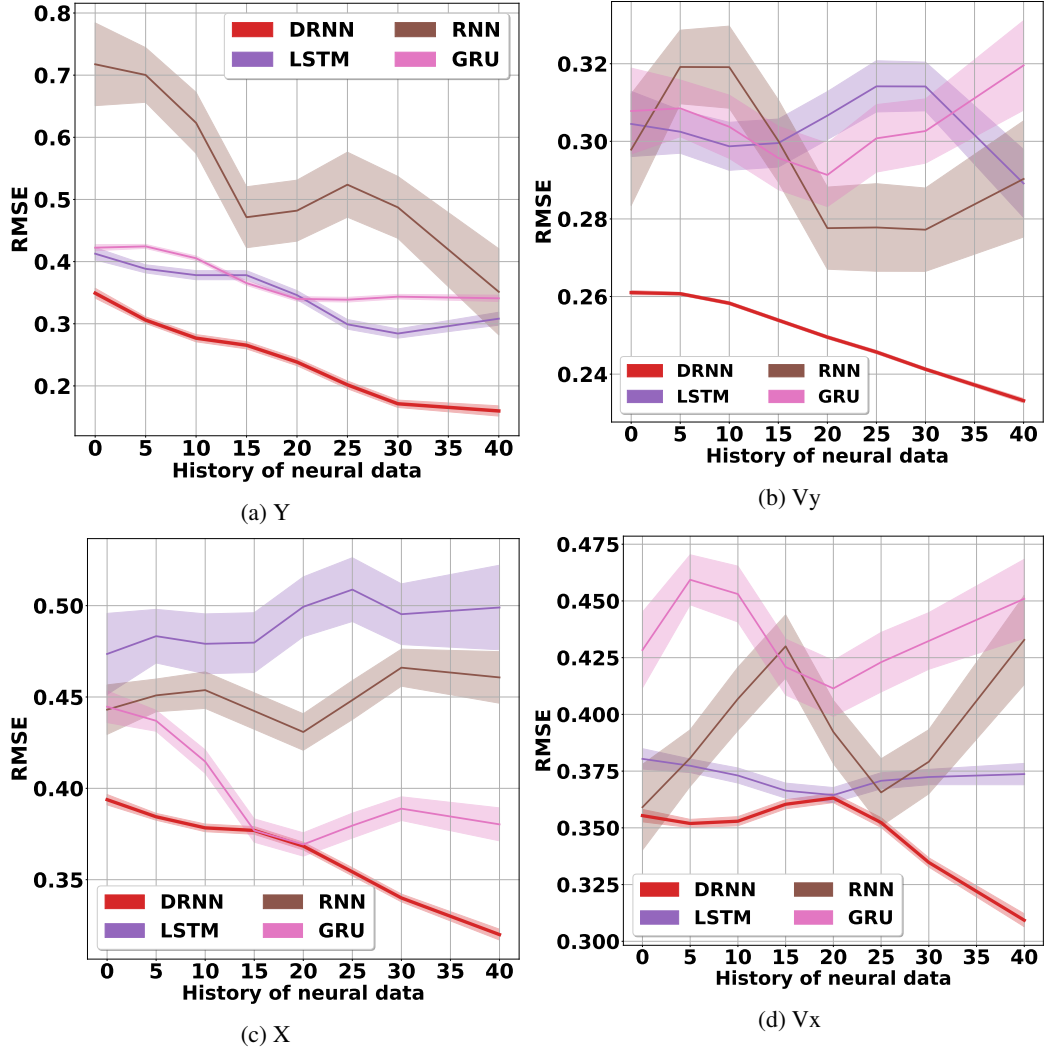 0.8
0.7
0.6
0.5
0.4
0.3
0.2
RMSE
DRNN RNN
LSTM GRU
0 5 10 15 20 25 30 35 40
History of neural data
(a) Y
0.32
0.30
0.28
0.26
0.24
RMSE
DRNN RNN
LSTM GRU
0 5 10 15 20 25 30 35 40
History of neural data
(b) Vy
0.50
0.45
0.40
0.35
RMSE
DRNN RNN
LSTM GRU
0 5 10 15 20 25 30 35 40
History of neural data
(c) X
0.475
0.450
0.425
0.400
0.375
0.350
0.325
0.300
RMSE
DRNN RNN
LSTM GRU
0 5 10 15 20 25 30 35 40
History of neural data
(d) Vx